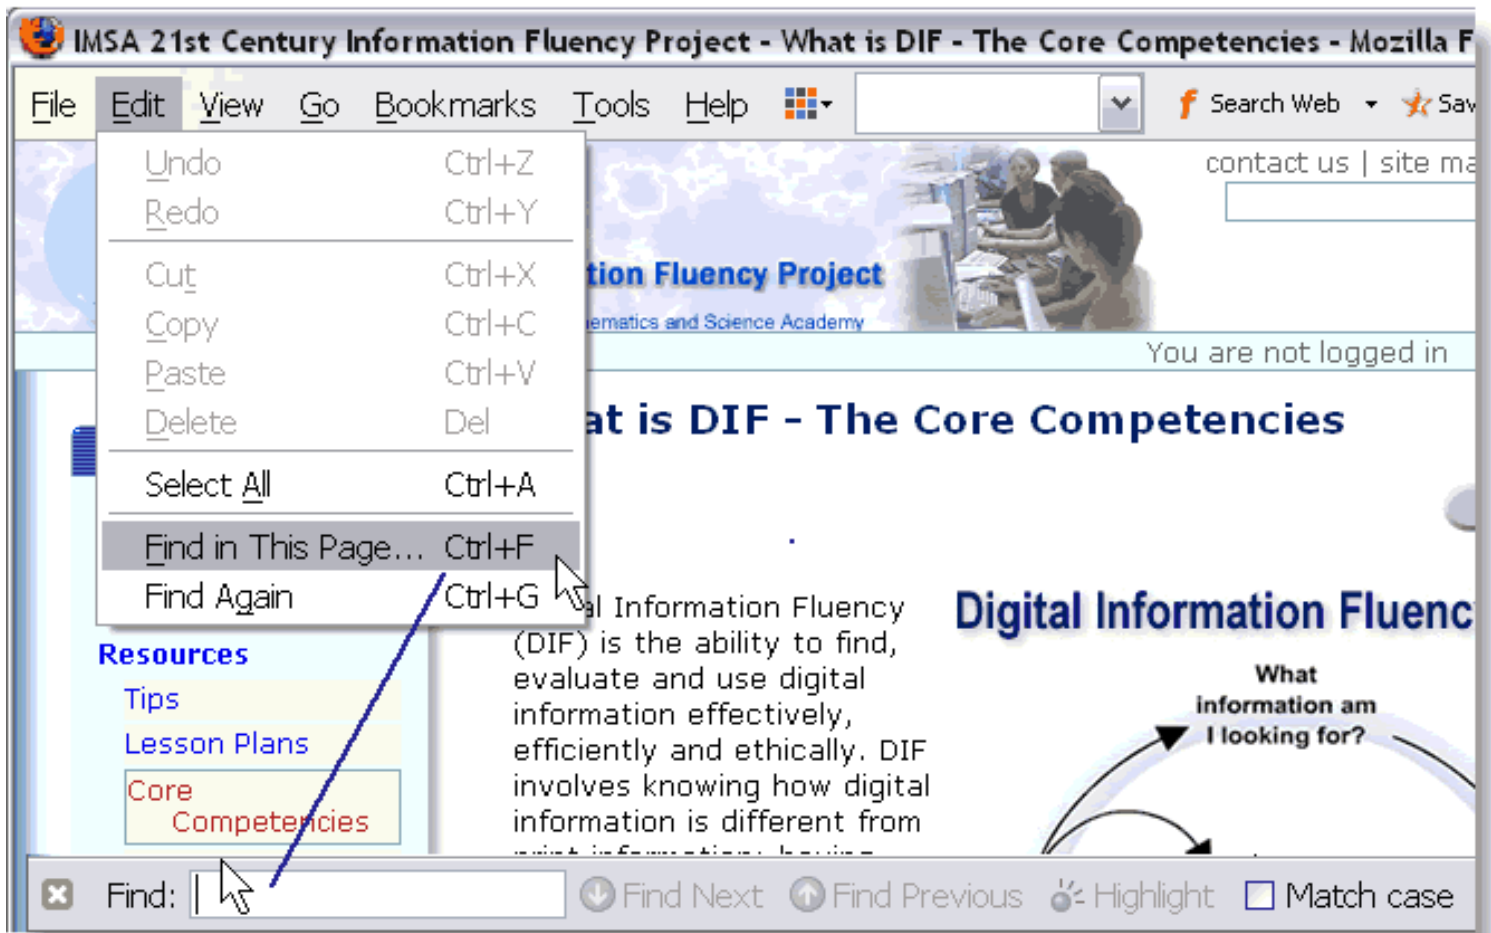 IMSA 21st Century Information Fluency Project - What is DIF - The Core Competencies - Mozilla F
File Edit View Go Bookmarks Tools Help Search Web Sav
Undo Ctrl+Z
Redo Ctrl+Y
Cut Ctrl+X
Copy Ctrl+C
Paste Ctrl+V
Delete Del
Select All Ctrl+A
Find in This Page... Ctrl+F
Find Again Ctrl+G
contact us | site ma
tion Fluency Project
ematics and Science Academy
You are not logged in
at is DIF - The Core Competencies
al Information Fluency
(DIF) is the ability to find,
evaluate and use digital
information effectively,
efficiently and ethically. DIF
involves knowing how digital
information is different from
print information; having
Digital Information Fluenc
What
information am
I looking for?
Resources
Tips
Lesson Plans
Core
Competencies
Find: Find Next Find Previous Highlight Match case